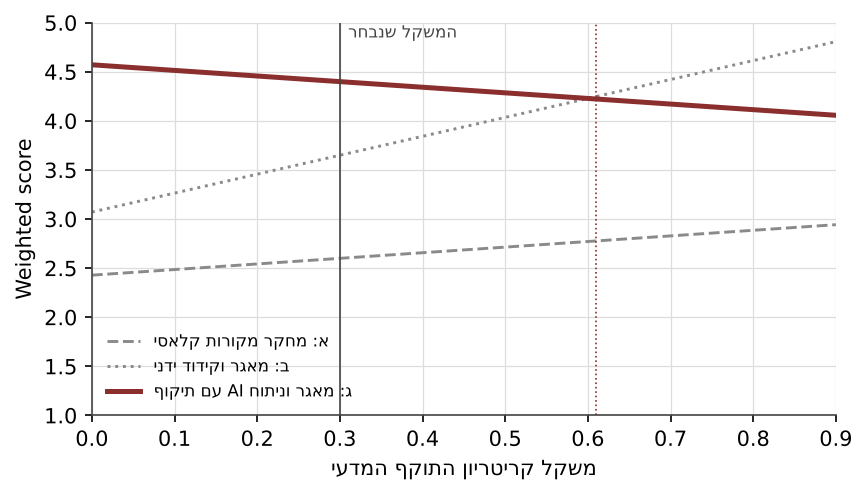 המשקל שנבחר
Weighted score
5.0
4.5
4.0
3.5
3.0
2.5
2.0
1.5
1.0
א: מחקר מקורות קלאסי
ב: מאגר וקידוד ידני
ג: מאגר וניתוח AI עם תיקוף
0.0 0.1 0.2 0.3 0.4 0.5 0.6 0.7 0.8 0.9
משקל קריטריון התוקף המדעי